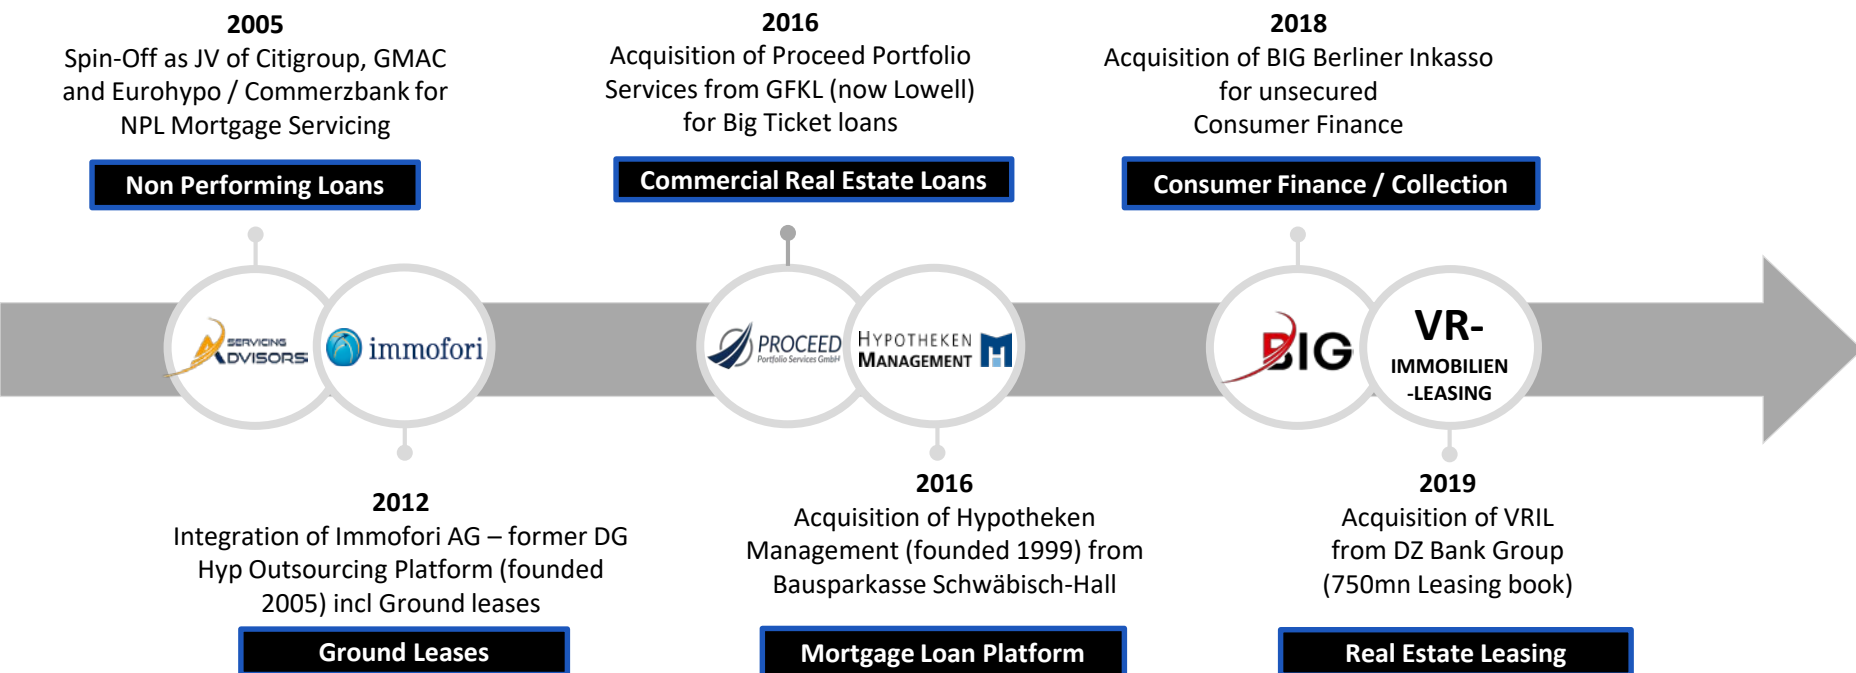 2005
Spin-Off as JV of Citigroup, GMAC
and Eurohypo / Commerzbank for
NPL Mortgage Servicing
Non Performing Loans
2016
Acquisition of Proceed Portfolio
Services from GFKL (now Lowell)
for Big Ticket loans
Commercial Real Estate Loans
2018
Acquisition of BIG Berliner Inkasso
for unsecured
Consumer Finance
Consumer Finance / Collection
SERVICING
ADVISORS
immofori
PROCEED
Portfolio Services GmbH
HYPOTHEKEN
MANAGEMENT
BIG
VR-
IMMOBILIEN
-LEASING
2012
Integration of Immofori AG – former DG
Hyp Outsourcing Platform (founded
2005) incl Ground leases
Ground Leases
2016
Acquisition of Hypotheken
Management (founded 1999) from
Bausparkasse Schwäbisch-Hall
Mortgage Loan Platform
2019
Acquisition of VRIL
from DZ Bank Group
(750mn Leasing book)
Real Estate Leasing